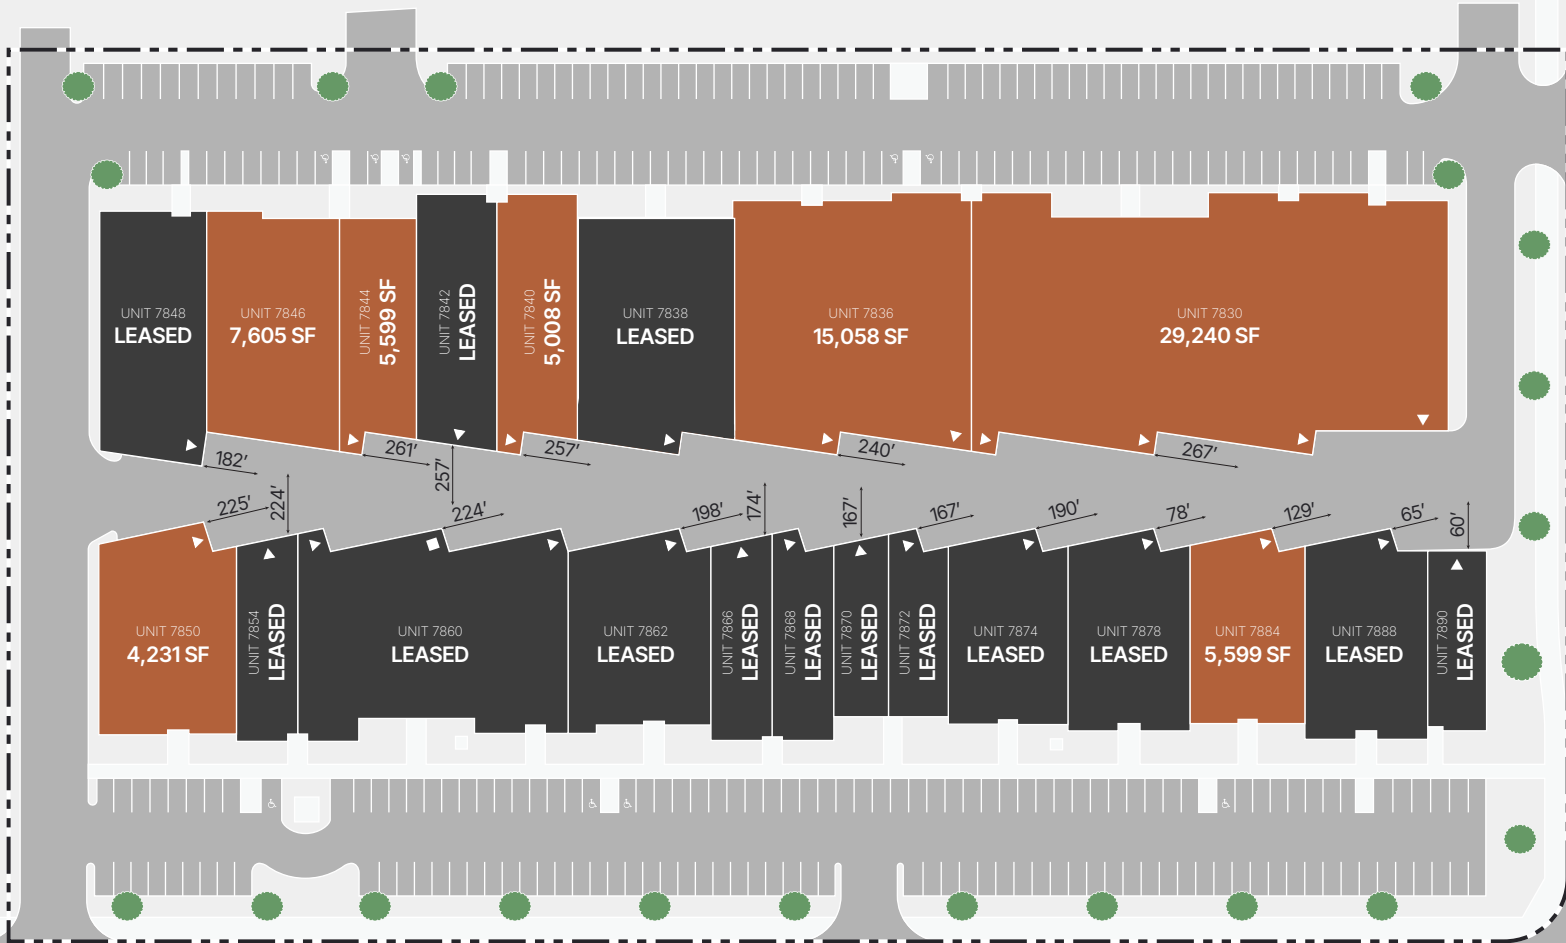 UNIT 7848
LEASED
UNIT 7846
7,605 SF
UNIT 7844
5,599 SF
UNIT 7842
LEASED
UNIT 7840
5,008 SF
UNIT 7838
LEASED
UNIT 7836
15,058 SF
UNIT 7830
29,240 SF
182’
261’
257’
257’
240’
267’
225’
224’
224’
198’
174’
167’
167’
190’
78’
129’
65’
60’
UNIT 7850
4,231 SF
UNIT 7854
LEASED
UNIT 7860
LEASED
UNIT 7862
LEASED
UNIT 7866
LEASED
UNIT 7868
LEASED
UNIT 7870
LEASED
UNIT 7872
LEASED
UNIT 7874
LEASED
UNIT 7878
LEASED
UNIT 7884
5,599 SF
UNIT 7888
LEASED
UNIT 7890
LEASED